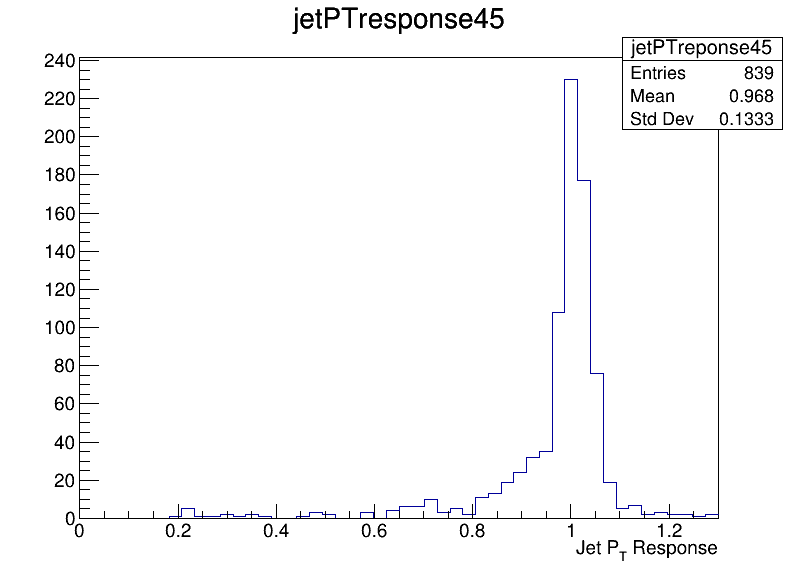 jetPTresponse45
jetPTreponse45
Entries 839
Mean 0.968
Std Dev 0.1333
240
220
200
180
160
140
120
100
80
60
40
20
0
0 0.2 0.4 0.6 0.8 1 1.2
Jet PT Response